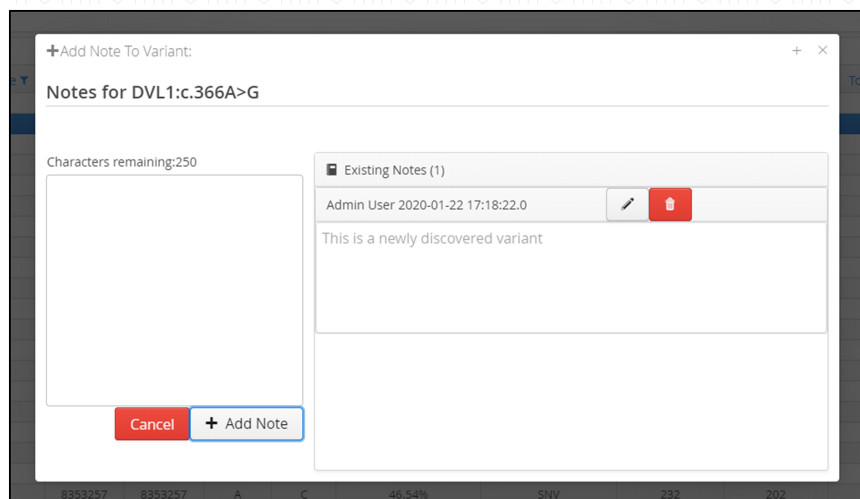 Add Note To Variant:
Notes for DVL1:c.366A>G
Characters remaining:250
Existing Notes (1)
Admin User 2020-01-22 17:18:22.0
This is a newly discovered variant
Cancel
Add Note
8353257 8353257 A C 46.54% SNV 232 202